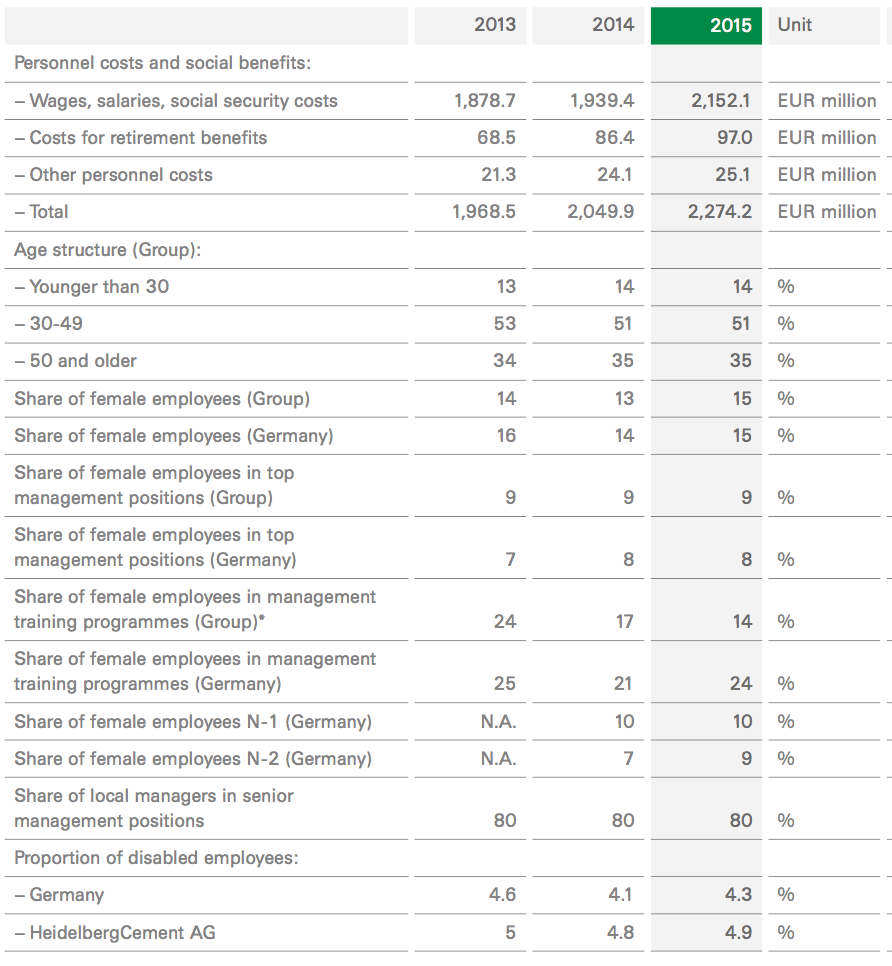 2013 2014 2015 Unit
Personnel costs and social benefits:
– Wages, salaries, social security costs 1,878.7 1,939.4 2,152.1 EUR million
– Costs for retirement benefits 68.5 86.4 97.0 EUR million
– Other personnel costs 21.3 24.1 25.1 EUR million
– Total 1,968.5 2,049.9 2,274.2 EUR million
Age structure (Group):
– Younger than 30 13 14 14 %
– 30-49 53 51 51 %
– 50 and older 34 35 35 %
Share of female employees (Group) 14 13 15 %
Share of female employees (Germany) 16 14 15 %
Share of female employees in top
management positions (Group) 9 9 9 %
Share of female employees in top
management positions (Germany) 7 8 8 %
Share of female employees in management
training programmes (Group)* 24 17 14 %
Share of female employees in management
training programmes (Germany) 25 21 24 %
Share of female employees N-1 (Germany) N.A. 10 10 %
Share of female employees N-2 (Germany) N.A. 7 9 %
Share of local managers in senior
management positions 80 80 80 %
Proportion of disabled employees:
– Germany 4.6 4.1 4.3 %
– HeidelbergCement AG 5 4.8 4.9 %